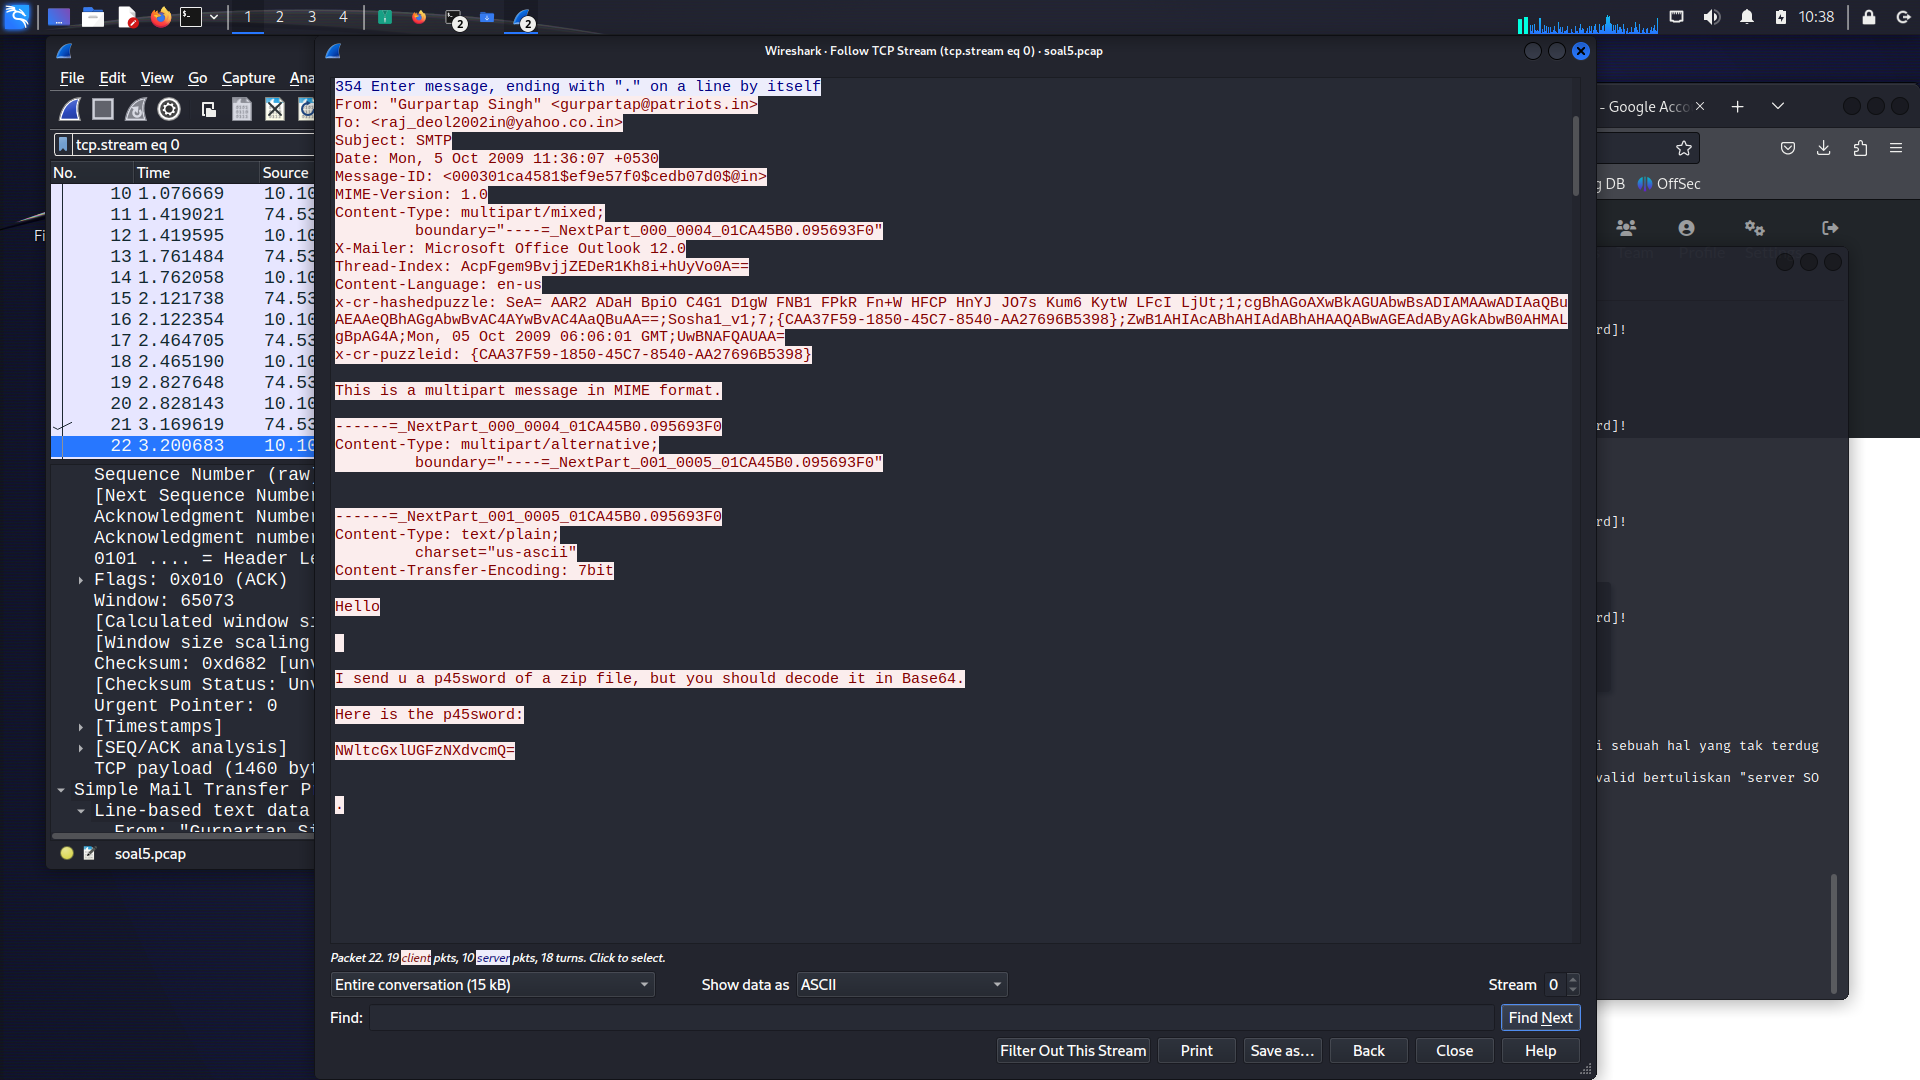 1 2 3 4
2
2
10:38
Wireshark · Follow TCP Stream (tcp.stream eq 0) · soal5.pcap
File Edit View Go Capture Ana
tcp.stream eq 0
No. Time Source
10 1.076669 10.10
11 1.419021 74.53
12 1.419595 10.10
13 1.761484 74.53
14 1.762058 10.10
15 2.121738 74.53
16 2.122354 10.10
17 2.464705 74.53
18 2.465190 10.10
19 2.827648 74.53
20 2.828143 10.10
21 3.169619 74.53
22 3.200683 10.10
Sequence Number (raw)
[Next Sequence Number
Acknowledgment Number
Acknowledgment number
0101 .... = Header Le
Flags: 0x010 (ACK)
Window: 65073
[Calculated window si
[Window size scaling
Checksum: 0xd682 [unv
[Checksum Status: Unv
Urgent Pointer: 0
[Timestamps]
[SEQ/ACK analysis]
TCP payload (1460 byt
Simple Mail Transfer P
Line-based text data
From: "Gurpartap Si
soal5.pcap
354 Enter message, ending with "." on a line by itself
From: "Gurpartap Singh" <gurpartap@patriots.in>
To: <raj_deol2002in@yahoo.co.in>
Subject: SMTP
Date: Mon, 5 Oct 2009 11:36:07 +0530
Message-ID: <000301ca4581$ef9e57f0$cedb07d0$@in>
MIME-Version: 1.0
Content-Type: multipart/mixed;
boundary="----=_NextPart_000_0004_01CA45B0.095693F0"
X-Mailer: Microsoft Office Outlook 12.0
Thread-Index: AcpFgem9BvjjZEDeR1Kh8i+hUyVo0A==
Content-Language: en-us
x-cr-hashedpuzzle: SeA= AAR2 ADaH BpiO C4G1 D1gW FNB1 FPkR Fn+W HFCP HnYJ JO7s Kum6 KytW LFcI LjUt;1;cgBhAGoAXwBkAGUAbwBsADIAMAAwADIAaQBu
AEAAeQBhAGgAbwBvAC4AYwBvAC4AaQBuAA==;Sosha1_v1;7;{CAA37F59-1850-45C7-8540-AA27696B5398};ZwB1AHIAcABhAHIAdABhAHAAQABwAGEAdAByAGkAbwB0AHMAL
gBpAG4A;Mon, 05 Oct 2009 06:06:01 GMT;UwBNAFQAUAA=
x-cr-puzzleid: {CAA37F59-1850-45C7-8540-AA27696B5398}
This is a multipart message in MIME format.
------=_NextPart_000_0004_01CA45B0.095693F0
Content-Type: multipart/alternative;
boundary="----=_NextPart_001_0005_01CA45B0.095693F0"
------=_NextPart_001_0005_01CA45B0.095693F0
Content-Type: text/plain;
charset="us-ascii"
Content-Transfer-Encoding: 7bit
Hello
I send u a p45sword of a zip file, but you should decode it in Base64.
Here is the p45sword:
NWltcGxlUGFzNXdvcmQ=
.
Packet 22. 19 client pkts, 10 server pkts, 18 turns. Click to select.
Entire conversation (15 kB) Show data as ASCII Stream 0
Find: Find Next
Filter Out This Stream Print Save as… Back Close Help
- Google Acco
g DB OffSec
rd]!
rd]!
rd]!
rd]!
i sebuah hal yang tak terdug
valid bertuliskan "server SO